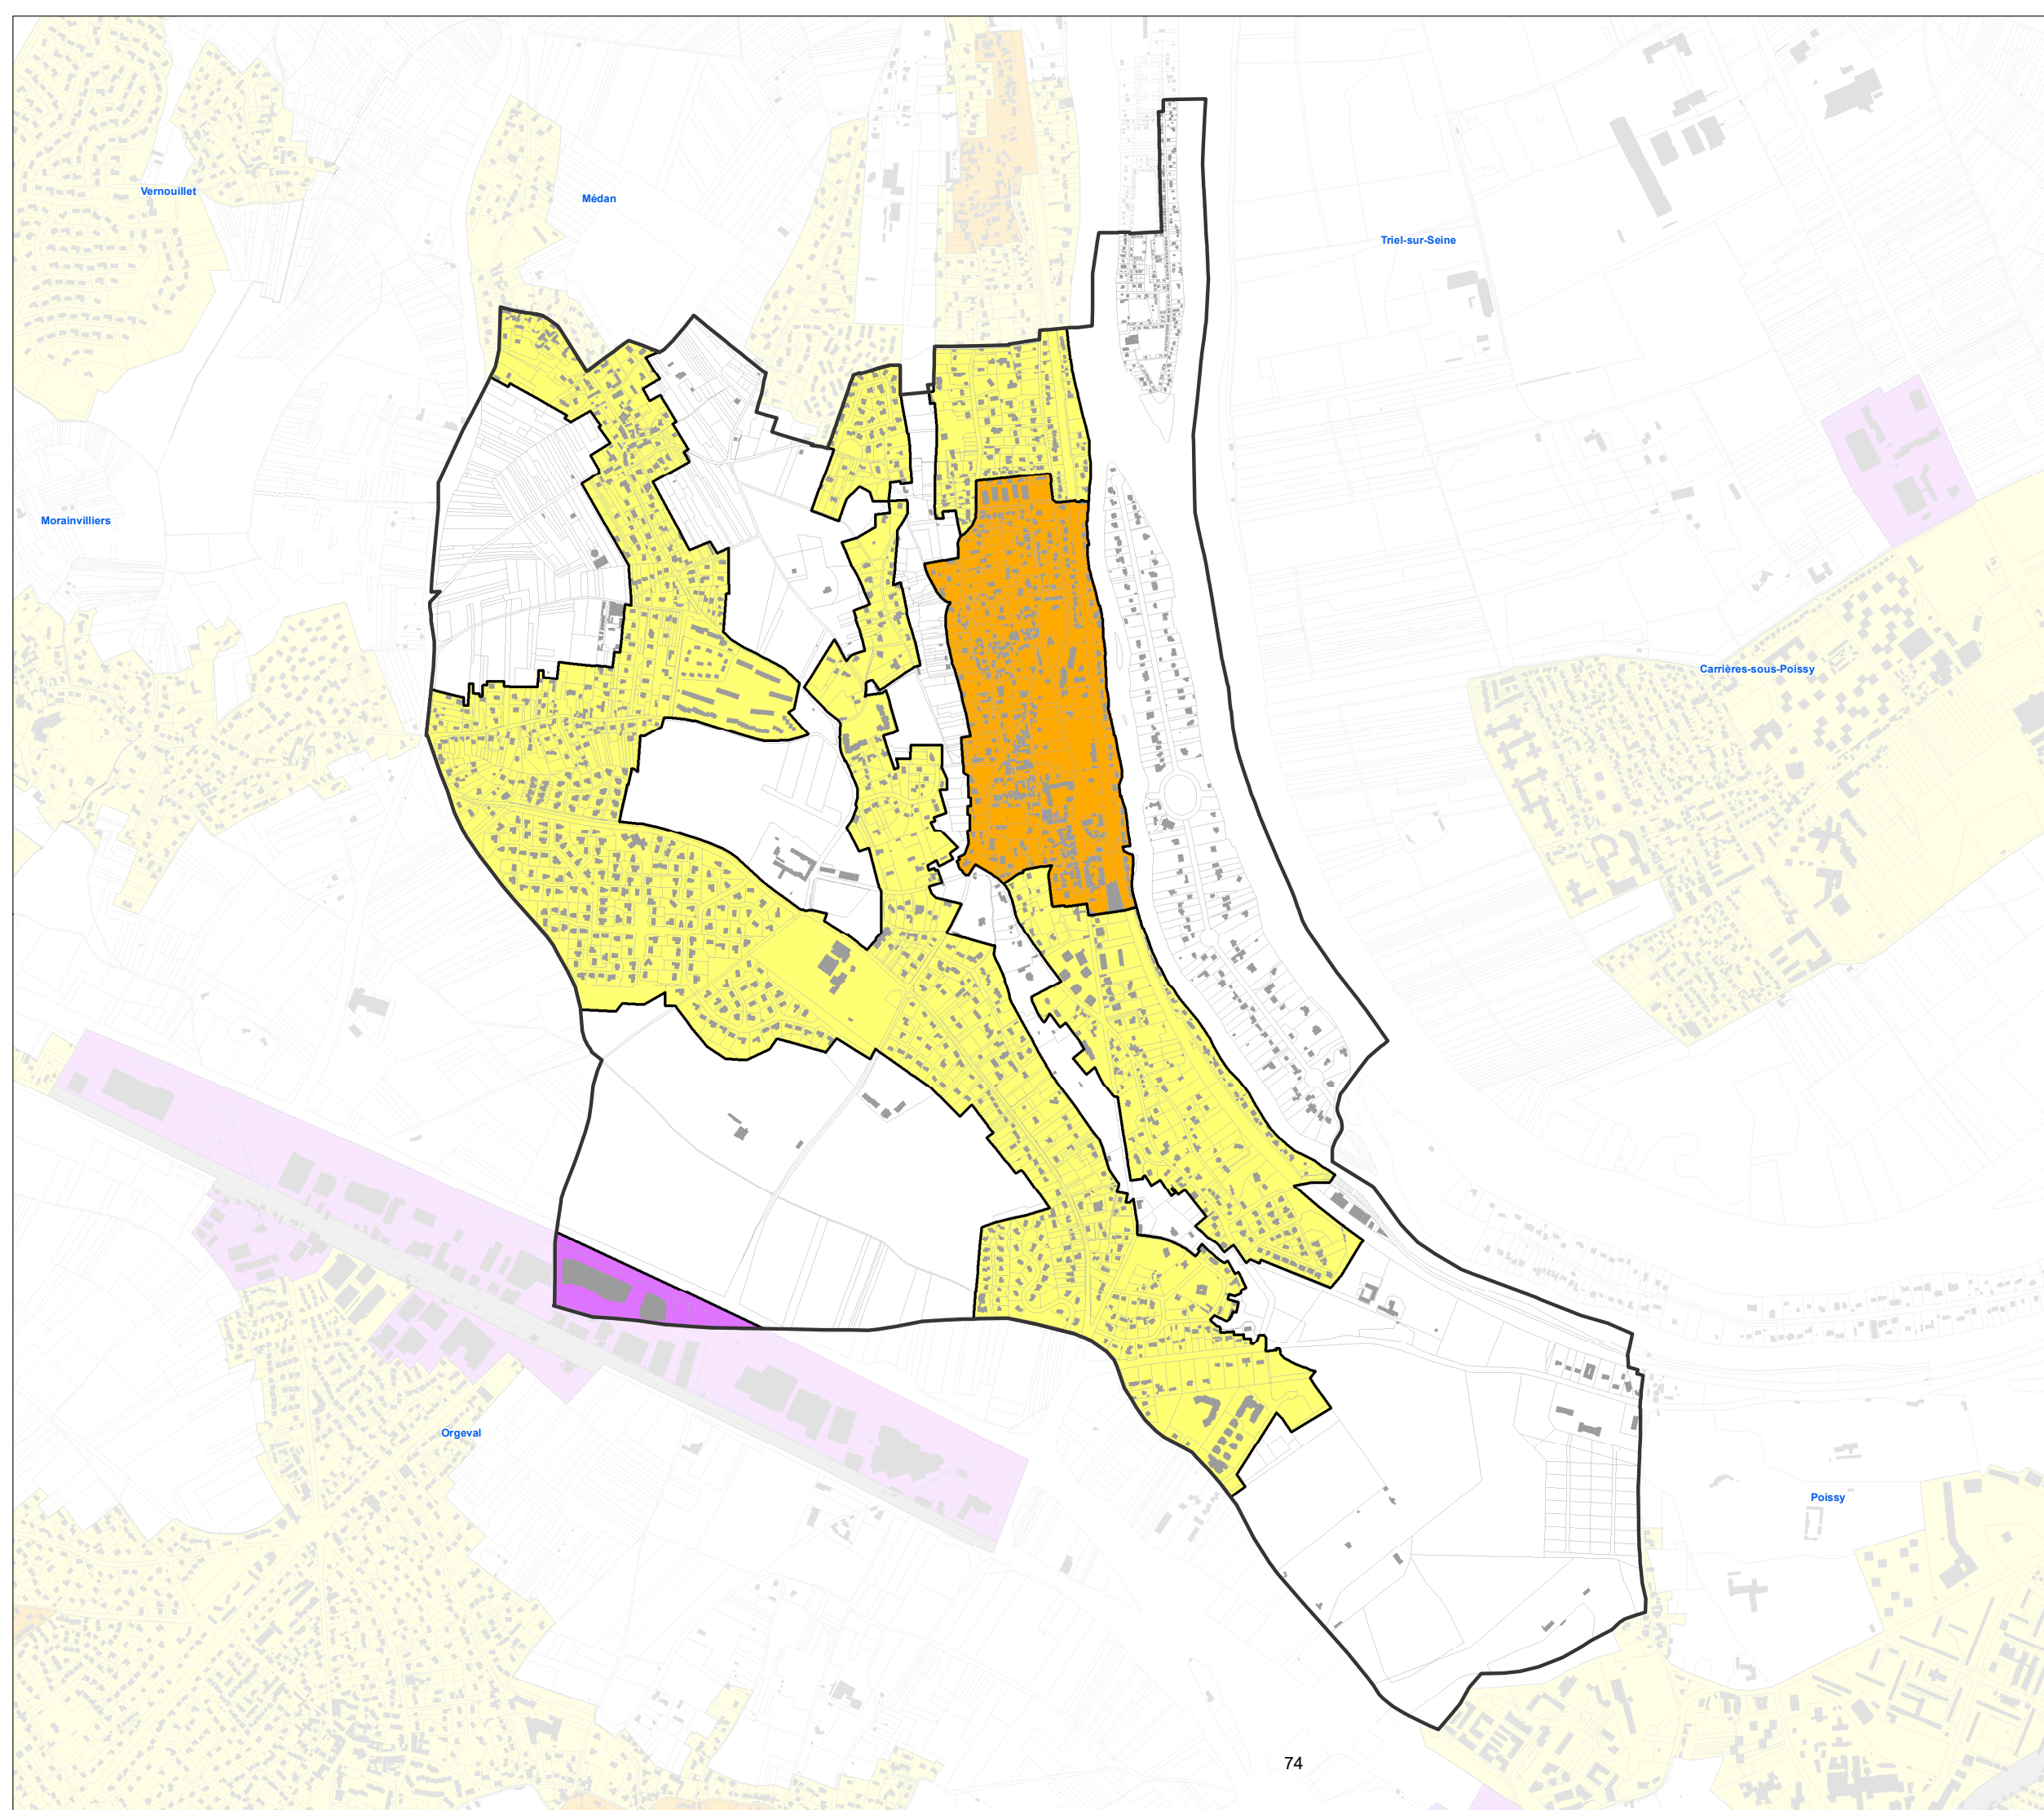 Vernouillet
Médan
Triel-sur-Seine
Morainvilliers
Carrières-sous-Poissy
Orgeval
Poissy
74